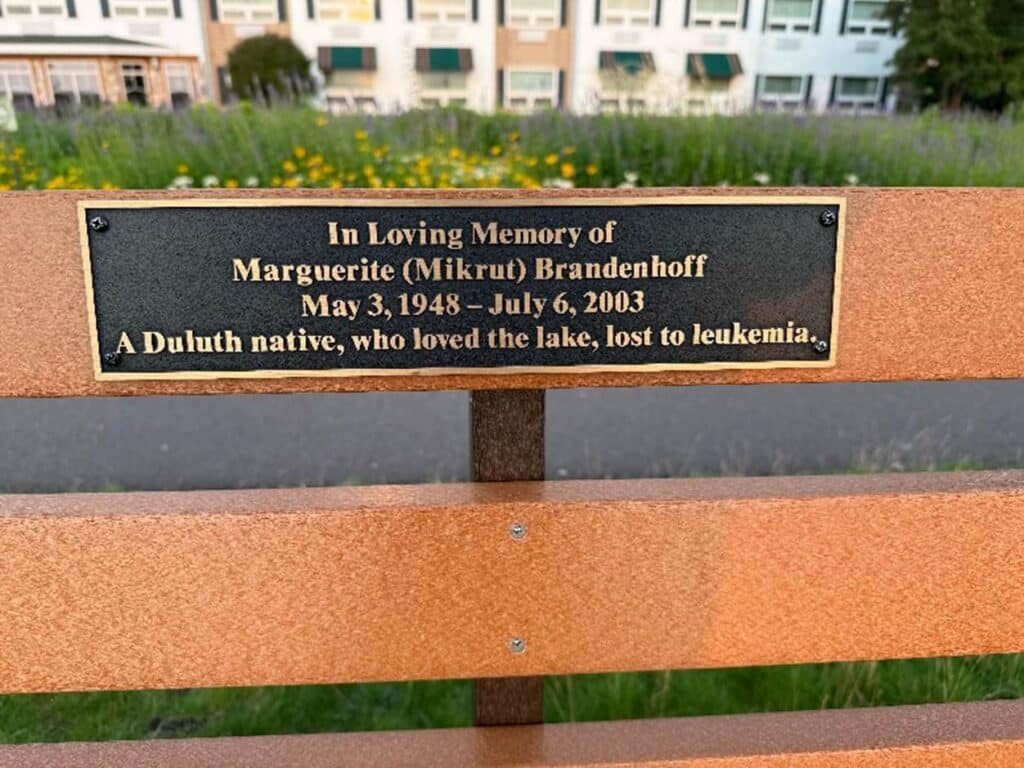 In Loving Memory of
Marguerite (Mikrut) Brandenhoff
May 3, 1948 – July 6, 2003
A Duluth native, who loved the lake, lost to leukemia.